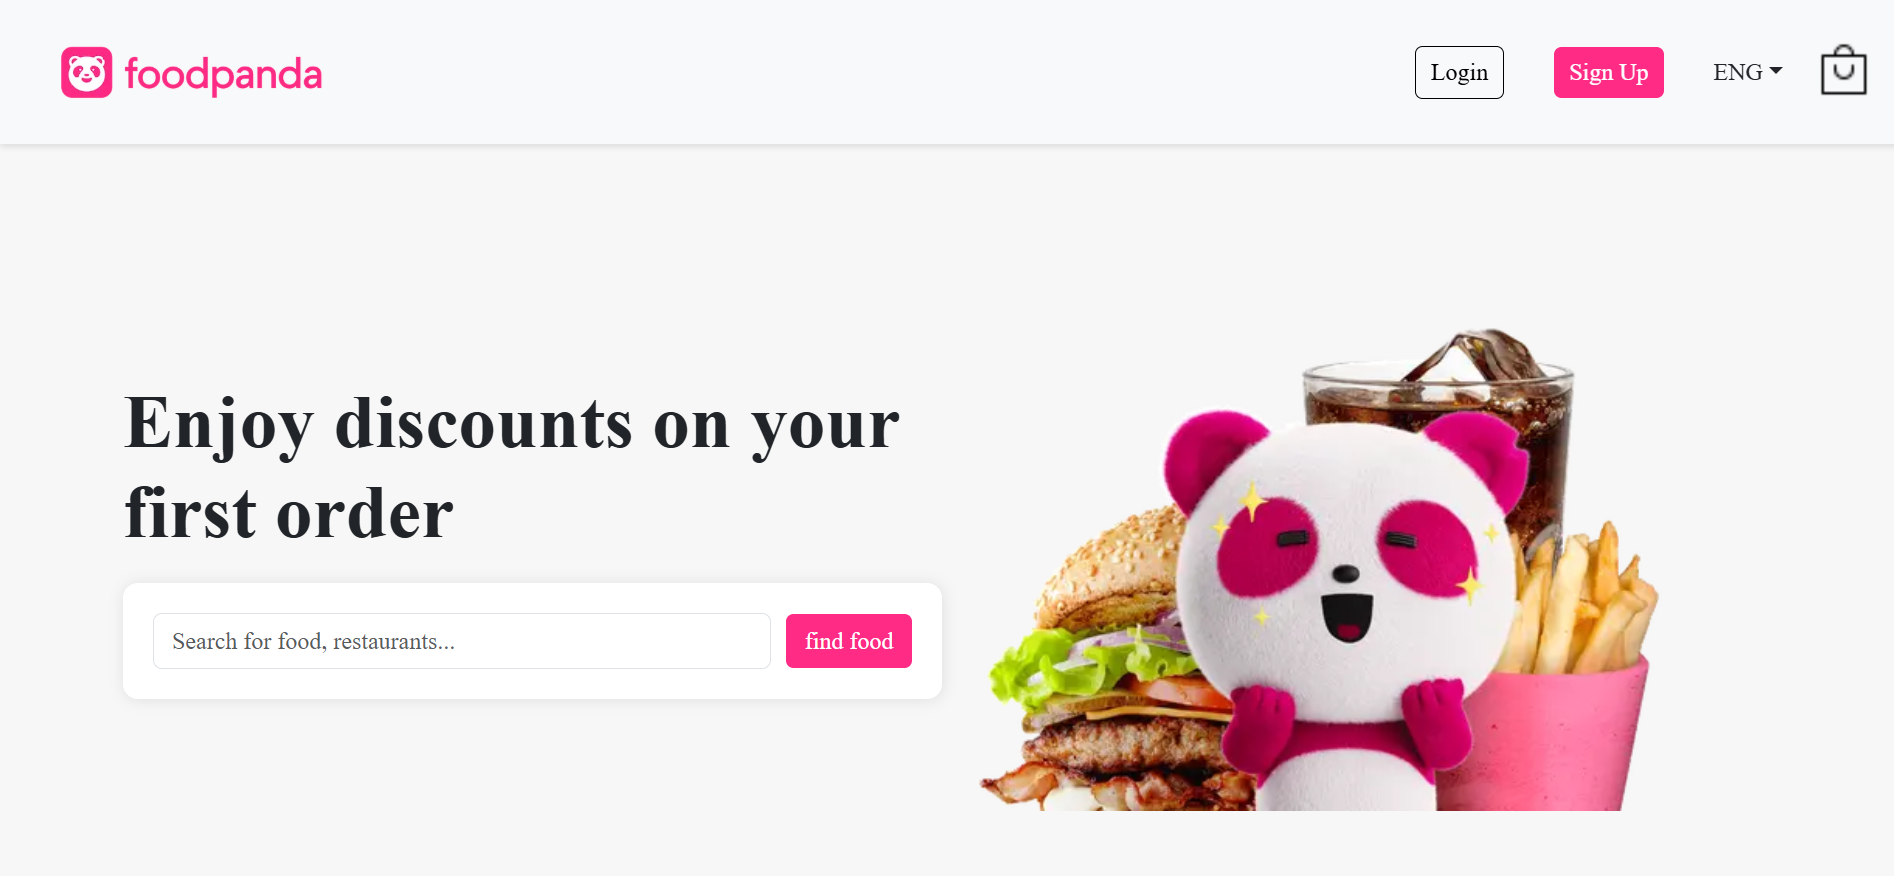 foodpanda
Login
Sign Up
ENG
Enjoy discounts on your
first order
Search for food, restaurants...
find food